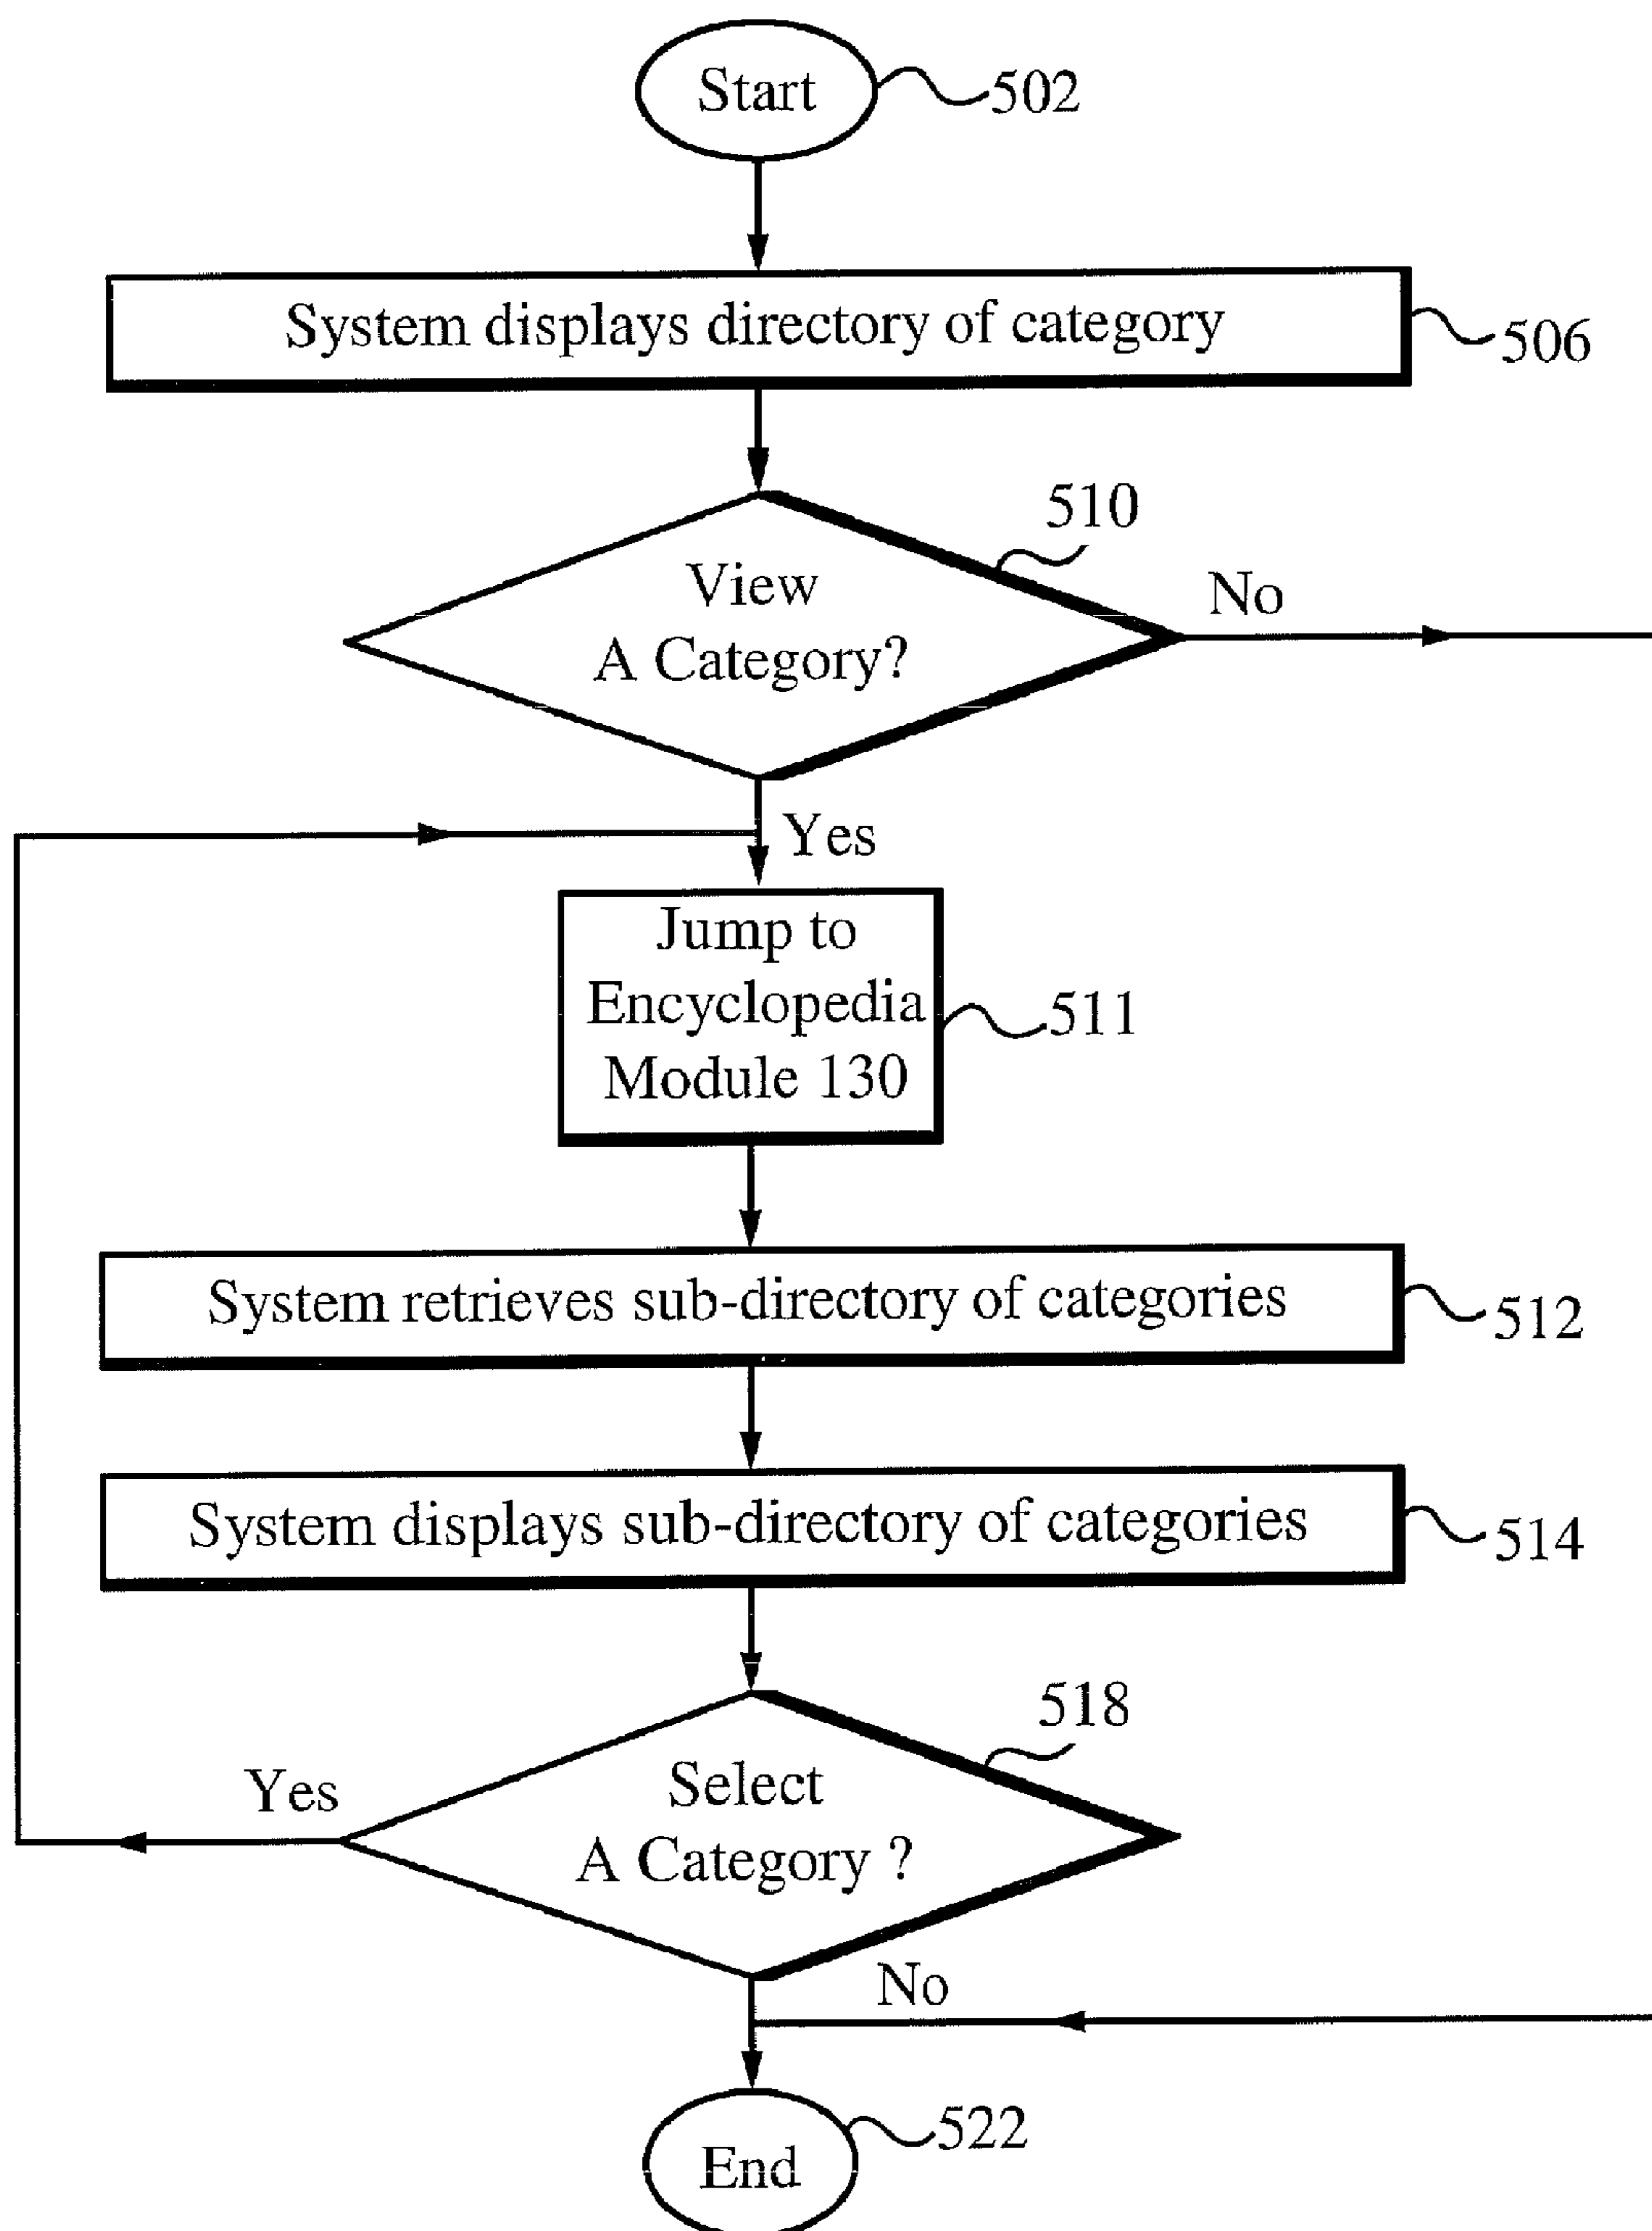 Start
502
System displays directory of category
506
510
View
A Category?
No
Yes
Jump to
Encyclopedia
Module 130
511
System retrieves sub-directory of categories
512
System displays sub-directory of categories
514
518
Select
A Category ?
Yes
No
End
522